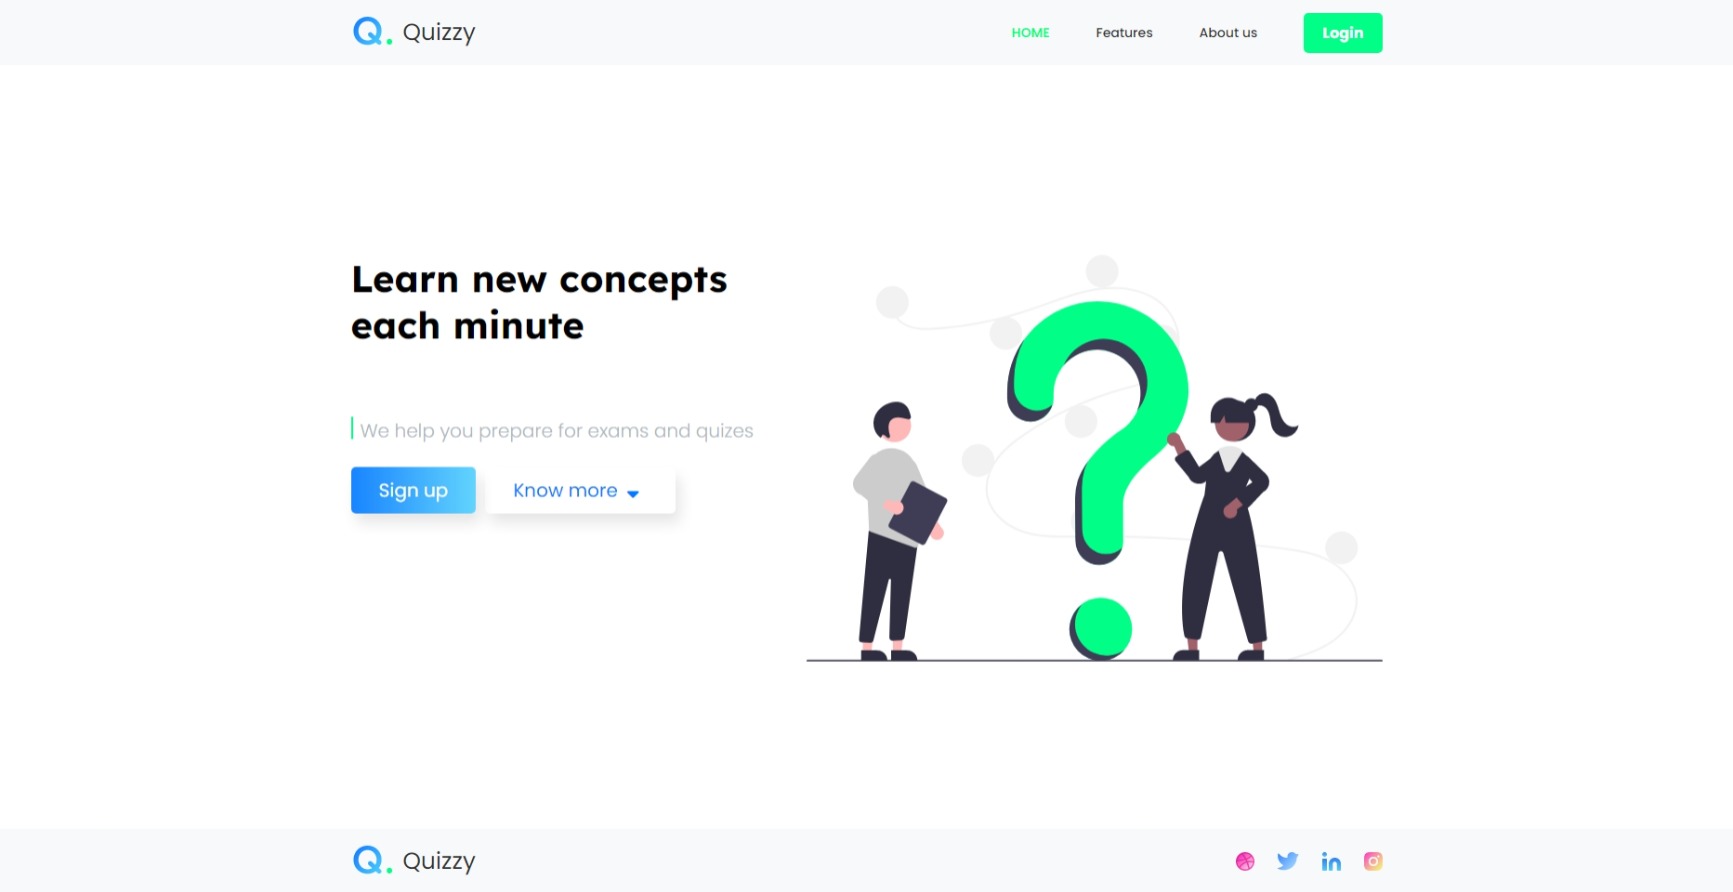 Q. Quizzy
HOME Features About us Login
Learn new concepts
each minute
We help you prepare for exams and quizes
Sign up Know more
Q. Quizzy